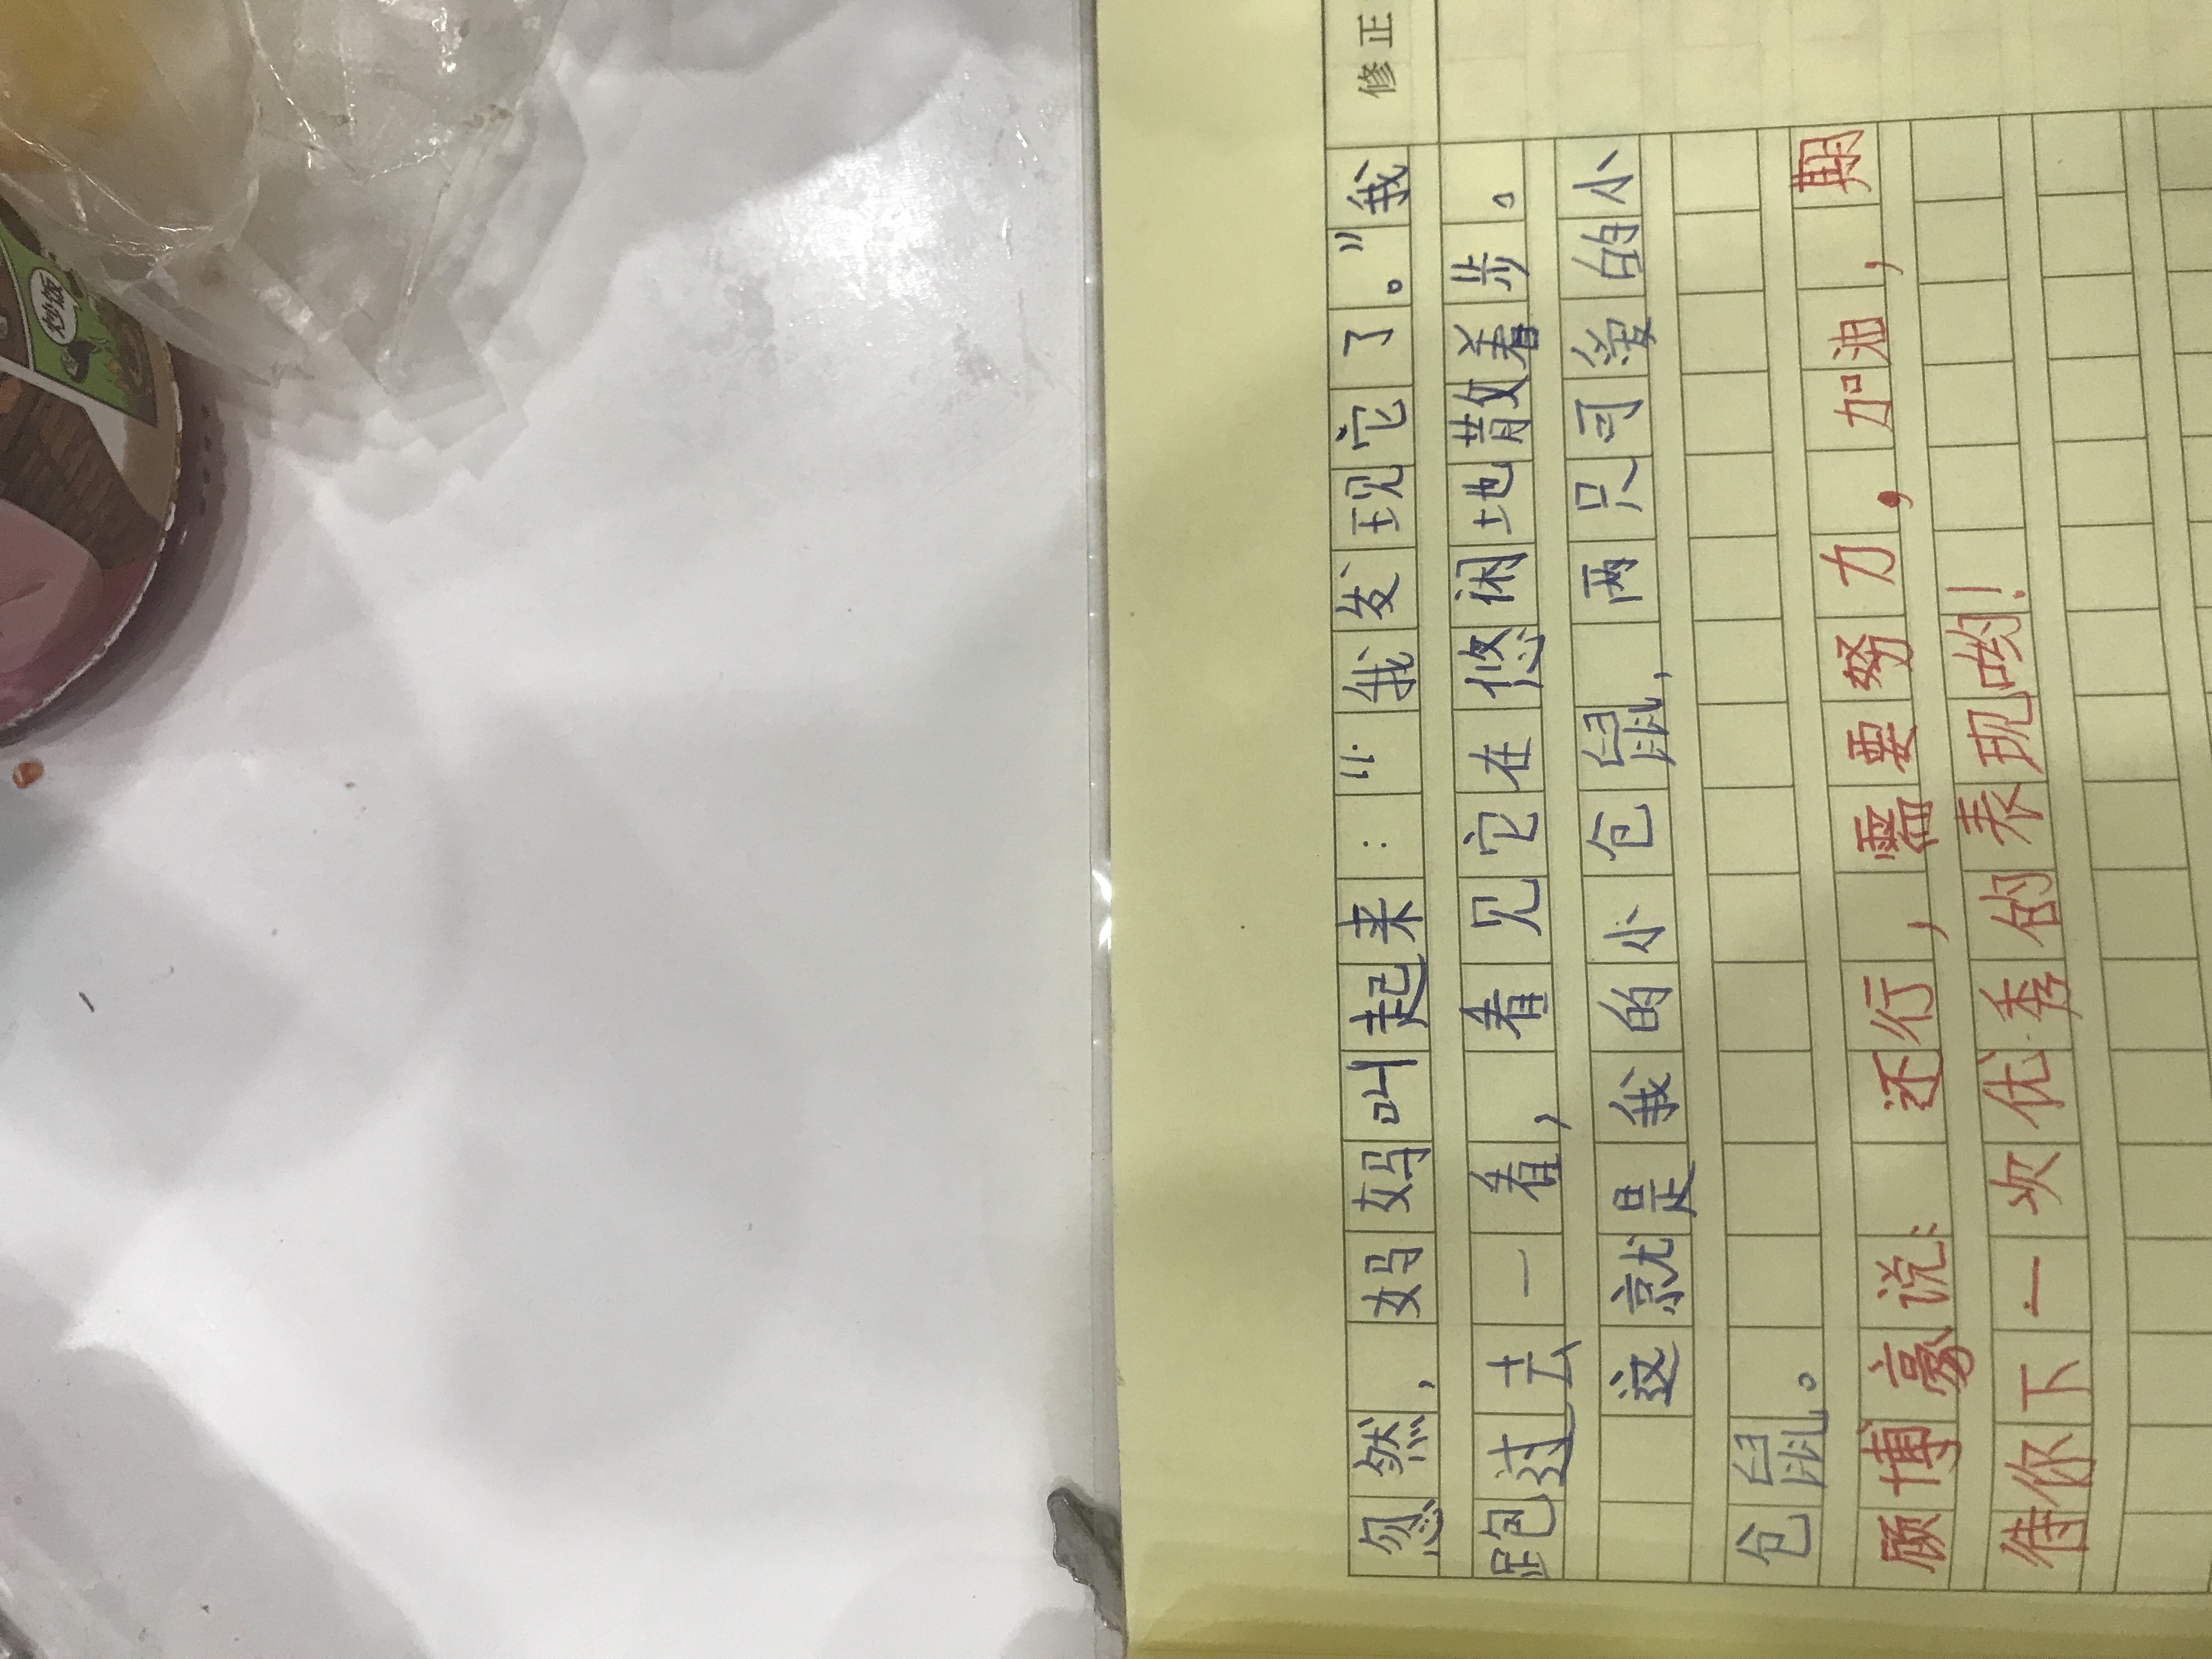 修正
忽然，妈妈叫起来：“我发现它了。”我
跑过去一看，看见它在悠闲地散着步。
这就是我的小仓鼠，两只可爱的小
仓鼠。
顾博豪说：还行，需要努力，加油，期
待你下一次优秀的表现哟！
炒饭